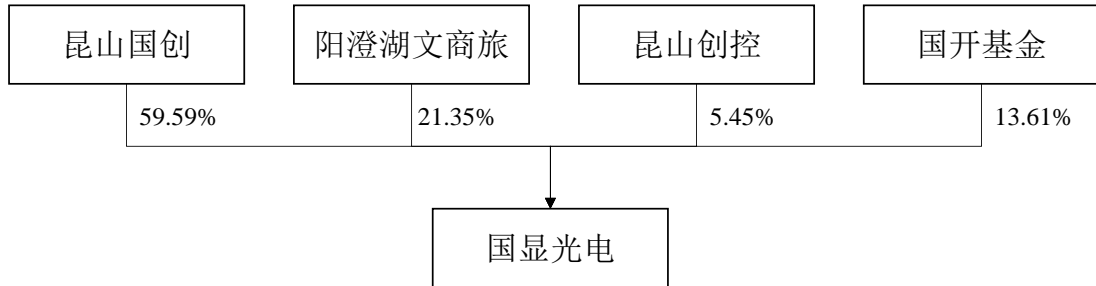 昆山国创
阳澄湖文商旅
昆山创控
国开基金
59.59%
21.35%
5.45%
13.61%
国显光电